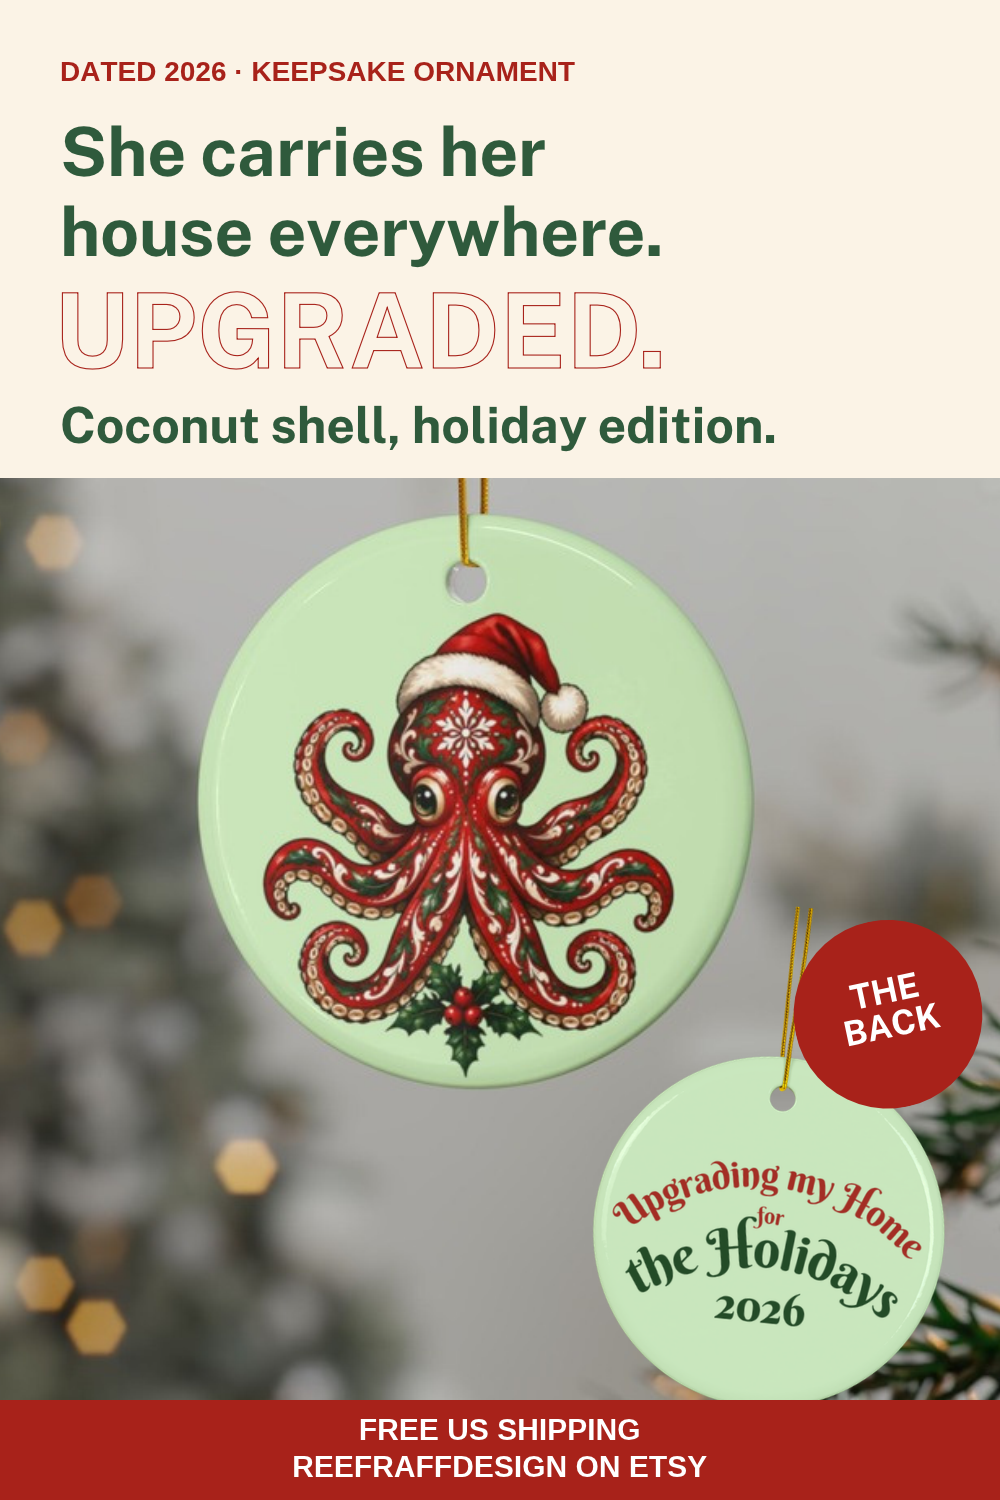 DATED 2026 · KEEPSAKE ORNAMENT
She carries her
house everywhere.
UPGRADED.
Coconut shell, holiday edition.
THE
BACK
Upgrading my Home
for
the Holidays
2026
FREE US SHIPPING
REEFRAFFDESIGN ON ETSY